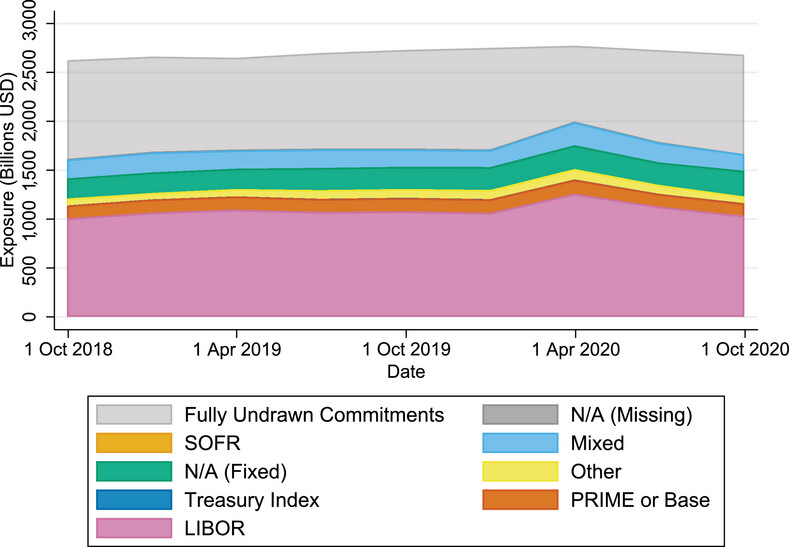 Exposure (Billions USD)
3,000
2,500
2,000
1,500
1,000
500
0
1 Oct 2018 1 Apr 2019 1 Oct 2019 1 Apr 2020 1 Oct 2020
Date
Fully Undrawn Commitments N/A (Missing)
SOFR Mixed
N/A (Fixed) Other
Treasury Index PRIME or Base
LIBOR